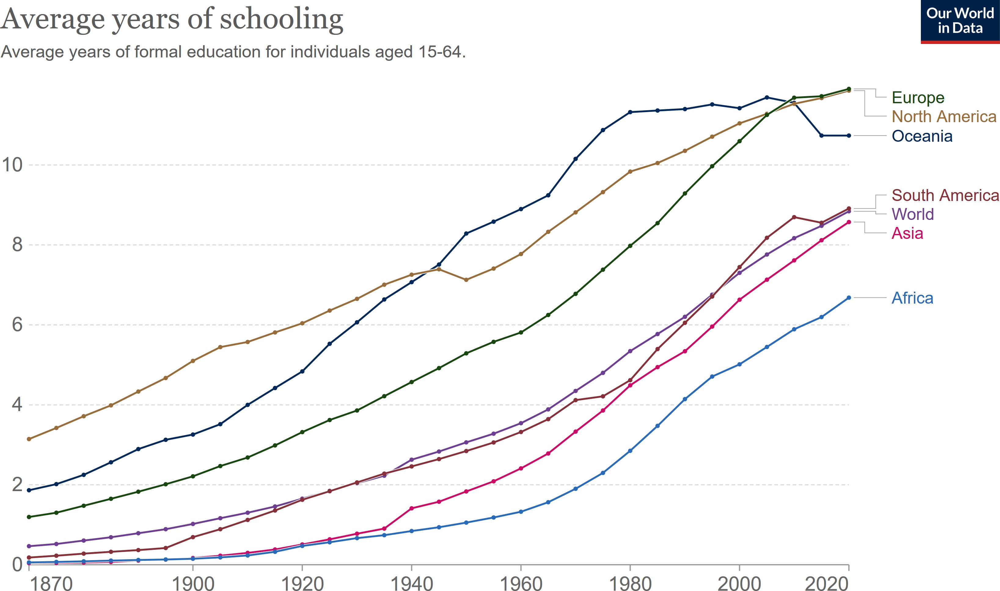 Average years of schooling
Our World
in Data
Average years of formal education for individuals aged 15-64.
Europe
North America
Oceania
10
South America
World
Asia
8
Africa
6
4
2
0
1870 1900 1920 1940 1960 1980 2000 2020